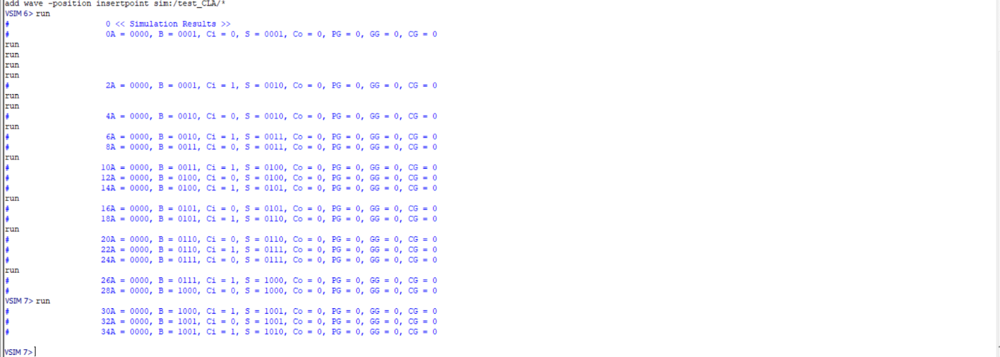 add wave -position insertpoint sim:/test_CLA/*
VSIM 6> run
# 0 << Simulation Results >>
# 0A = 0000, B = 0001, Ci = 0, S = 0001, Co = 0, PG = 0, GG = 0, CG = 0
run
run
run
run
# 2A = 0000, B = 0001, Ci = 1, S = 0010, Co = 0, PG = 0, GG = 0, CG = 0
run
run
# 4A = 0000, B = 0010, Ci = 0, S = 0010, Co = 0, PG = 0, GG = 0, CG = 0
run
# 6A = 0000, B = 0010, Ci = 1, S = 0011, Co = 0, PG = 0, GG = 0, CG = 0
# 8A = 0000, B = 0011, Ci = 0, S = 0011, Co = 0, PG = 0, GG = 0, CG = 0
run
# 10A = 0000, B = 0011, Ci = 1, S = 0100, Co = 0, PG = 0, GG = 0, CG = 0
# 12A = 0000, B = 0100, Ci = 0, S = 0100, Co = 0, PG = 0, GG = 0, CG = 0
# 14A = 0000, B = 0100, Ci = 1, S = 0101, Co = 0, PG = 0, GG = 0, CG = 0
run
# 16A = 0000, B = 0101, Ci = 0, S = 0101, Co = 0, PG = 0, GG = 0, CG = 0
# 18A = 0000, B = 0101, Ci = 1, S = 0110, Co = 0, PG = 0, GG = 0, CG = 0
run
# 20A = 0000, B = 0110, Ci = 0, S = 0110, Co = 0, PG = 0, GG = 0, CG = 0
# 22A = 0000, B = 0110, Ci = 1, S = 0111, Co = 0, PG = 0, GG = 0, CG = 0
# 24A = 0000, B = 0111, Ci = 0, S = 0111, Co = 0, PG = 0, GG = 0, CG = 0
run
# 26A = 0000, B = 0111, Ci = 1, S = 1000, Co = 0, PG = 0, GG = 0, CG = 0
# 28A = 0000, B = 1000, Ci = 0, S = 1000, Co = 0, PG = 0, GG = 0, CG = 0
VSIM 7> run
# 30A = 0000, B = 1000, Ci = 1, S = 1001, Co = 0, PG = 0, GG = 0, CG = 0
# 32A = 0000, B = 1001, Ci = 0, S = 1001, Co = 0, PG = 0, GG = 0, CG = 0
# 34A = 0000, B = 1001, Ci = 1, S = 1010, Co = 0, PG = 0, GG = 0, CG = 0
VSIM 7>